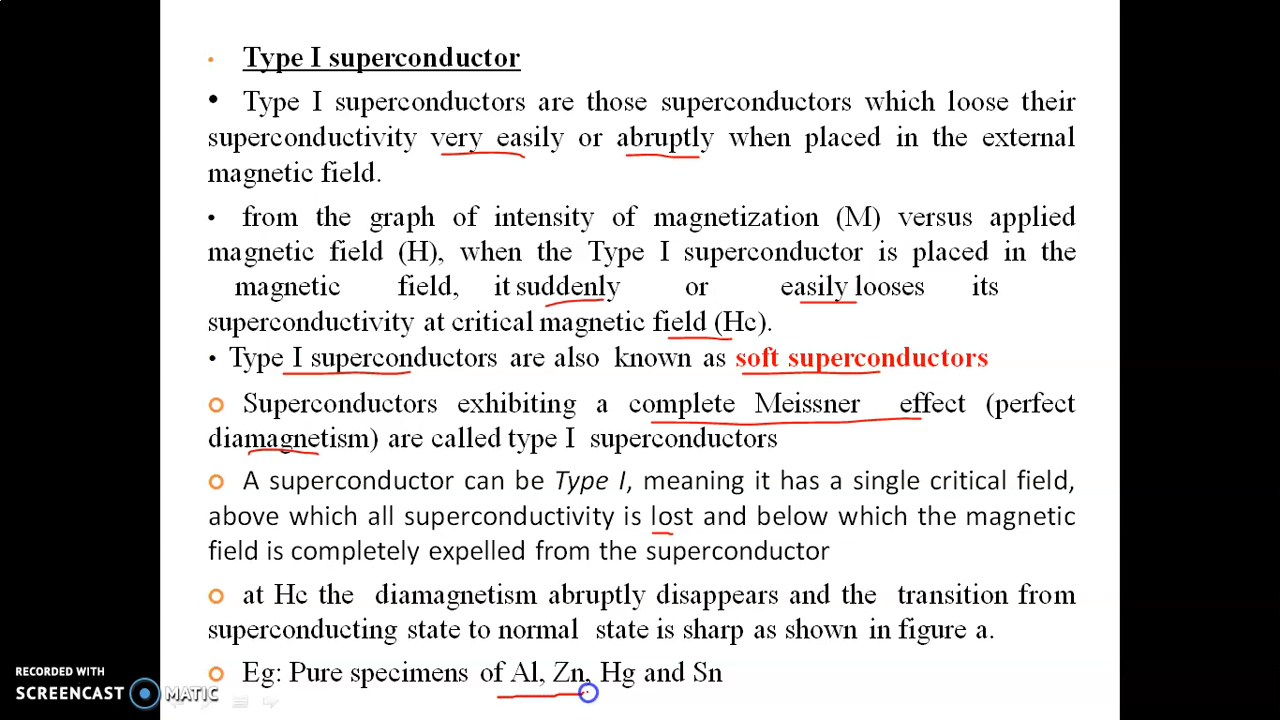 • Type I superconductor
• Type I superconductors are those superconductors which loose their
superconductivity very easily or abruptly when placed in the external
magnetic field.
• from the graph of intensity of magnetization (M) versus applied
magnetic field (H), when the Type I superconductor is placed in the
magnetic field, it suddenly or easily looses its
superconductivity at critical magnetic field (Hc).
• Type I superconductors are also known as soft superconductors
Superconductors exhibiting a complete Meissner effect (perfect
diamagnetism) are called type I superconductors
A superconductor can be Type I, meaning it has a single critical field,
above which all superconductivity is lost and below which the magnetic
field is completely expelled from the superconductor
at Hc the diamagnetism abruptly disappears and the transition from
superconducting state to normal state is sharp as shown in figure a.
Eg: Pure specimens of Al, Zn, Hg and Sn
RECORDED WITH
SCREENCAST MATIC